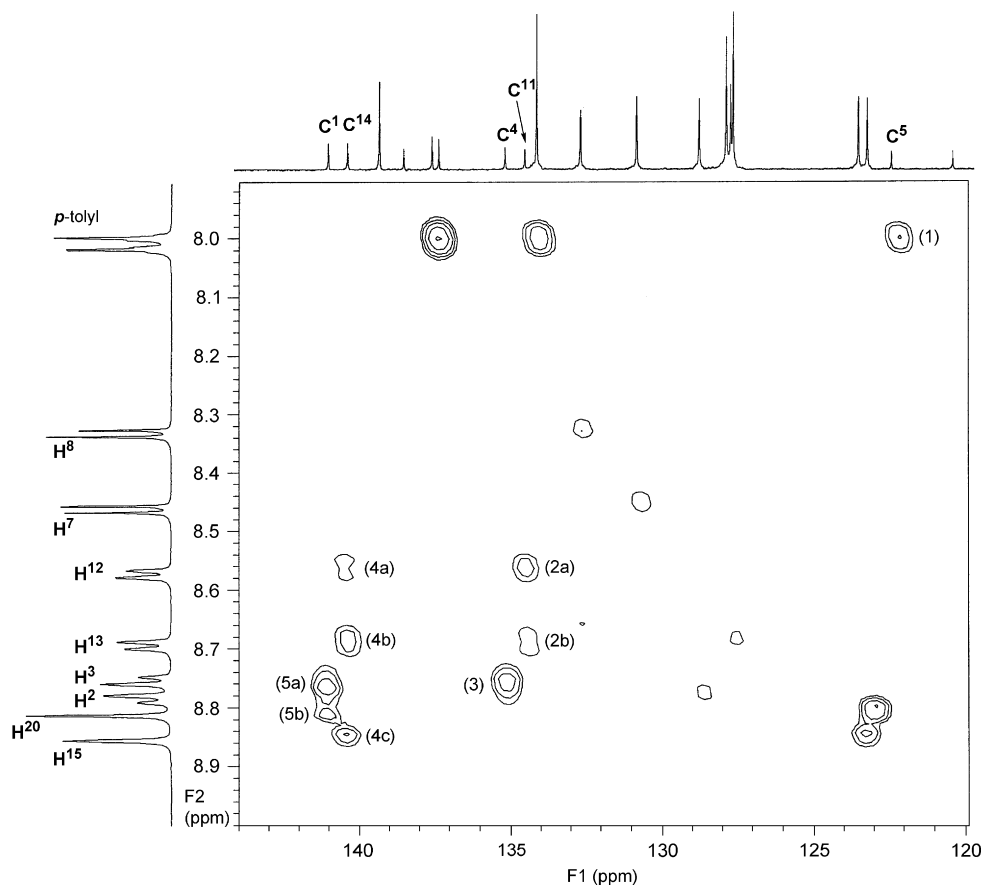 C¹ C¹⁴ C⁴ C¹¹ C⁵
p-tolyl
8.0 (1)
8.1
8.2
8.3
H⁸
8.4
8.5
H⁷
H¹² (4a) (2a)
8.6
H¹³ (4b) (2b)
8.7
H³ (5a) (3)
H² (5b)
8.8
H²⁰ (4c)
H¹⁵
8.9
F2
(ppm)
140 135 130 125 120
F1 (ppm)